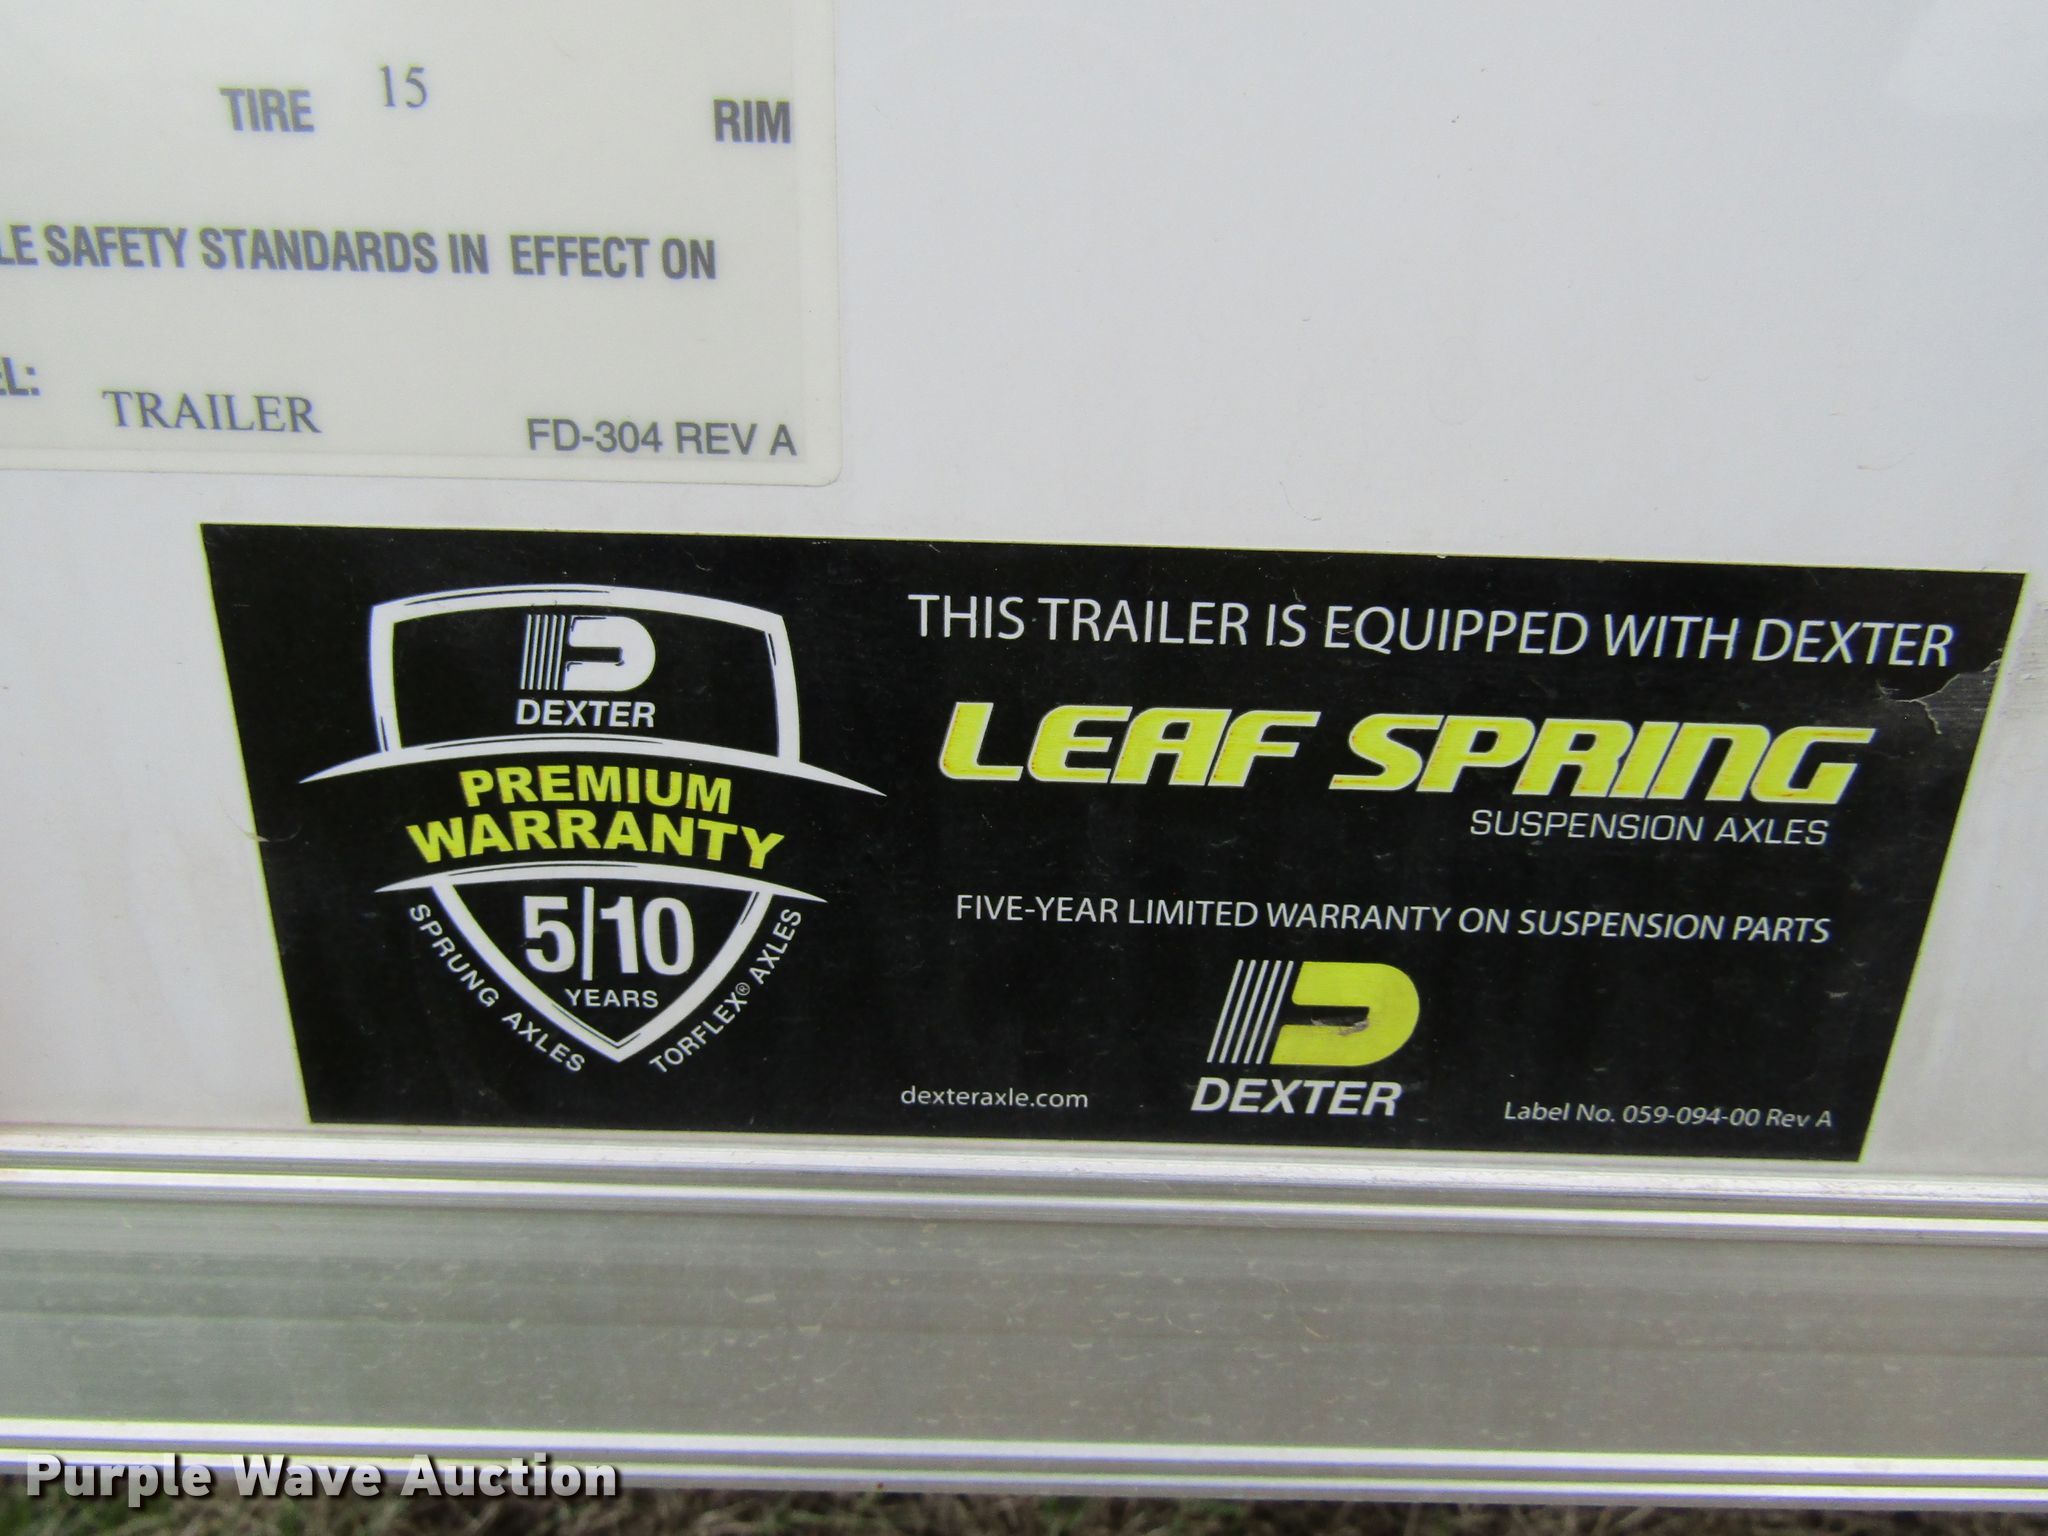 TIRE 15 RIM
LE SAFETY STANDARDS IN EFFECT ON
EL: TRAILER FD-304 REV A
DEXTER
PREMIUM
WARRANTY
5/10
YEARS
SPRUNG AXLES
TORFLEX® AXLES
THIS TRAILER IS EQUIPPED WITH DEXTER
LEAF SPRING
SUSPENSION AXLES
FIVE-YEAR LIMITED WARRANTY ON SUSPENSION PARTS
DEXTER
dexteraxle.com
Label No. 059-094-00 Rev A
Purple Wave Auction